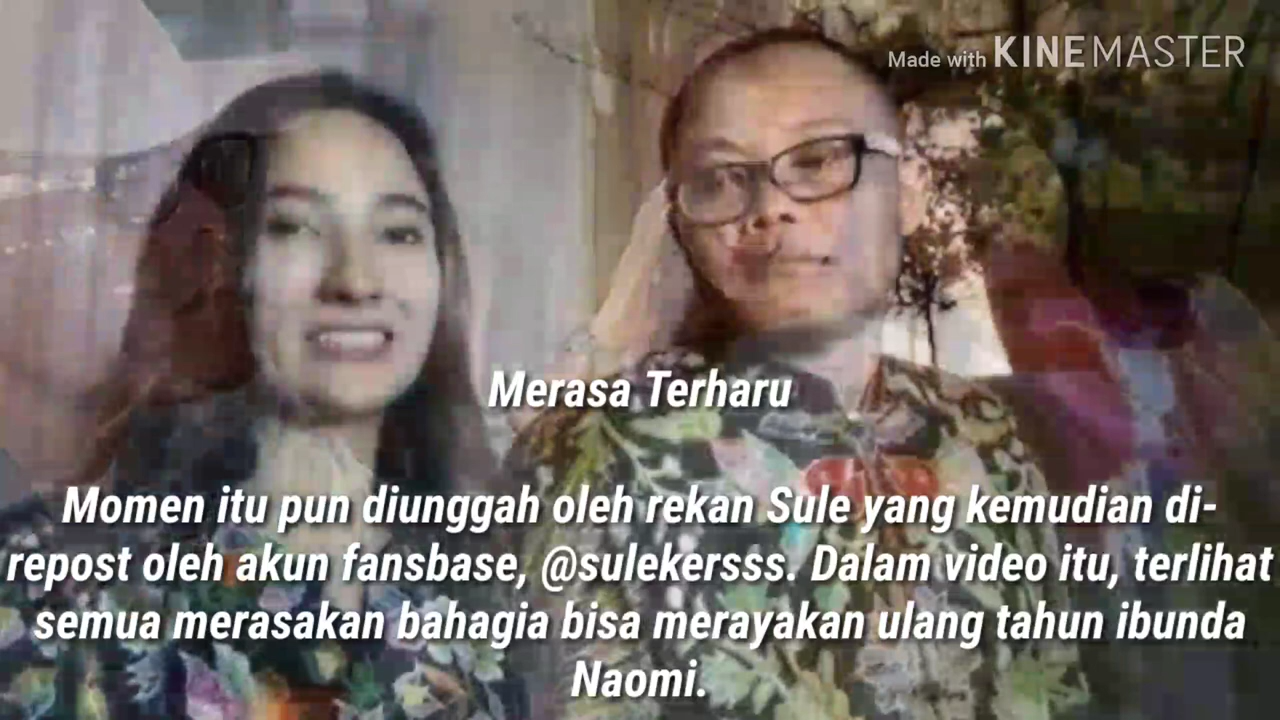 Made with KINEMASTER
Merasa Terharu
Momen itu pun diunggah oleh rekan Sule yang kemudian di-
repost oleh akun fansbase, @sulekersss. Dalam video itu, terlihat
semua merasakan bahagia bisa merayakan ulang tahun ibunda
Naomi.